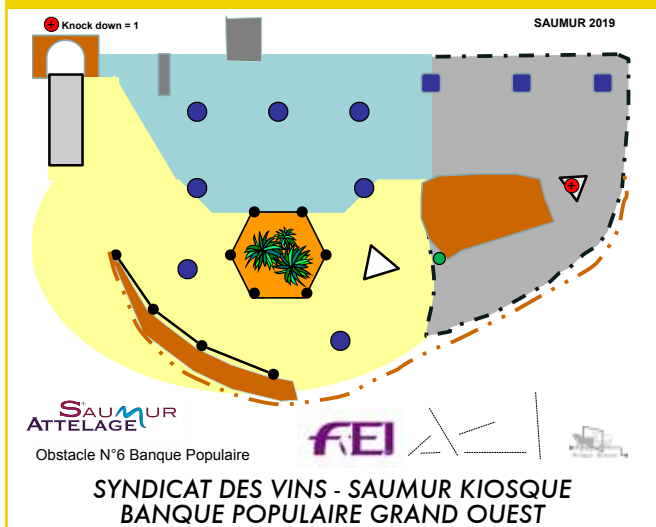 Knock down = 1
SAUMUR 2019
SAUMUR
ATTELAGE
FEI
Obstacle N°6 Banque Populaire
SYNDICAT DES VINS - SAUMUR KIOSQUE
BANQUE POPULAIRE GRAND OUEST